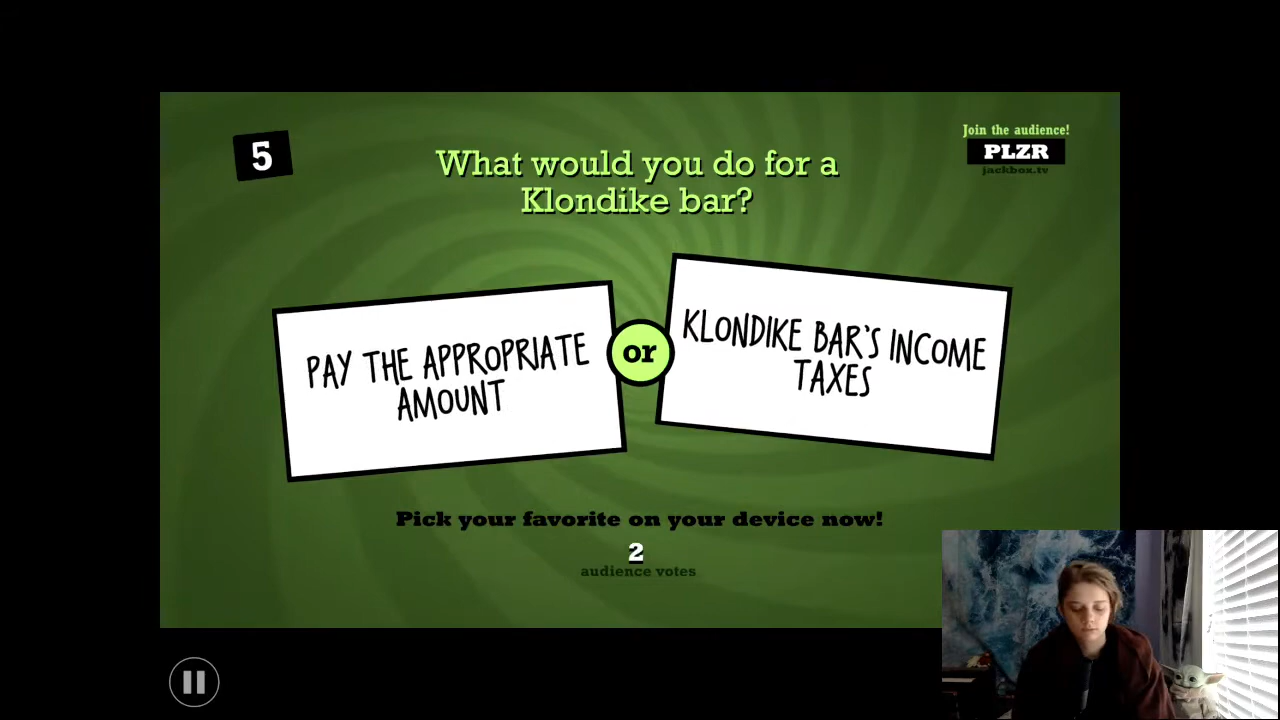 5
Join the audience!
PLZR
jackbox.tv
What would you do for a
Klondike bar?
PAY THE APPROPRIATE
AMOUNT
or
KLONDIKE BAR'S INCOME
TAXES
Pick your favorite on your device now!
2
audience votes